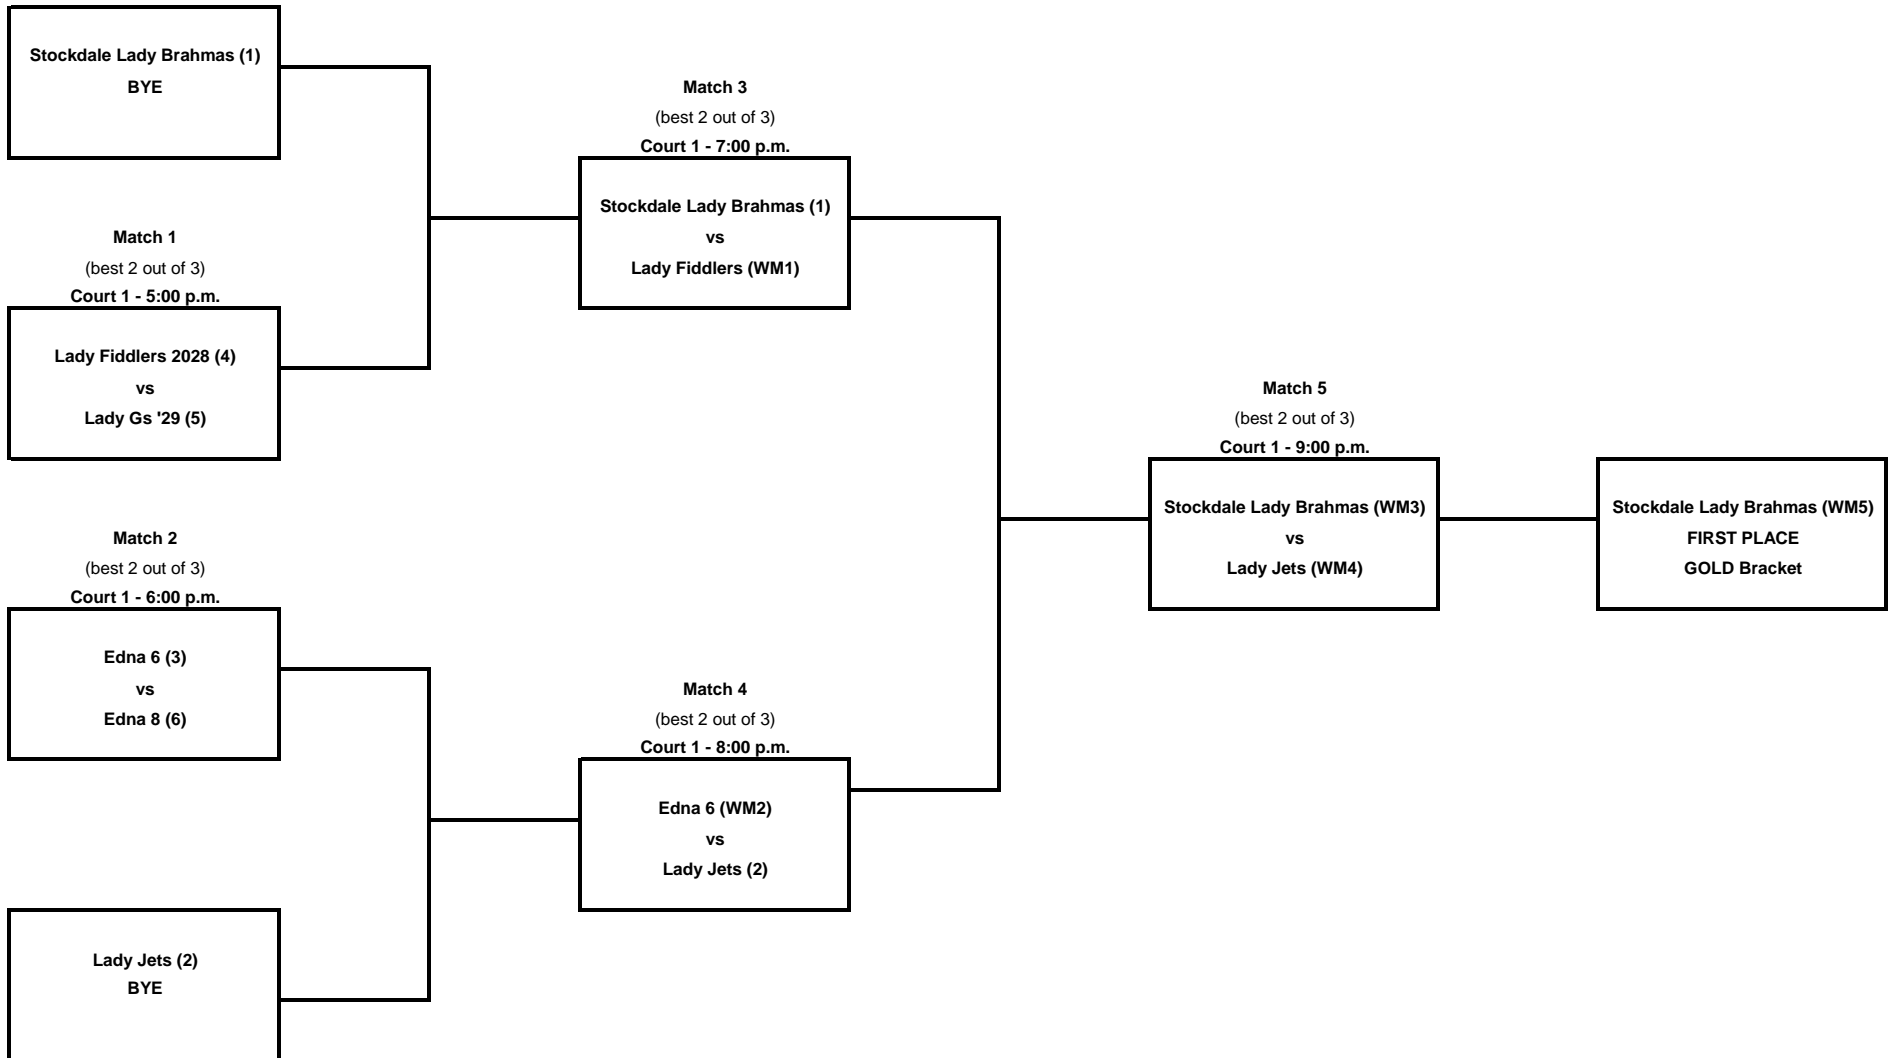 Stockdale Lady Brahmas (1)
BYE
Match 1
(best 2 out of 3)
Court 1 - 5:00 p.m.
Lady Fiddlers 2028 (4)
vs
Lady Gs '29 (5)
Match 2
(best 2 out of 3)
Court 1 - 6:00 p.m.
Edna 6 (3)
vs
Edna 8 (6)
Lady Jets (2)
BYE
Match 3
(best 2 out of 3)
Court 1 - 7:00 p.m.
Stockdale Lady Brahmas (1)
vs
Lady Fiddlers (WM1)
Match 4
(best 2 out of 3)
Court 1 - 8:00 p.m.
Edna 6 (WM2)
vs
Lady Jets (2)
Match 5
(best 2 out of 3)
Court 1 - 9:00 p.m.
Stockdale Lady Brahmas (WM3)
vs
Lady Jets (WM4)
Stockdale Lady Brahmas (WM5)
FIRST PLACE
GOLD Bracket